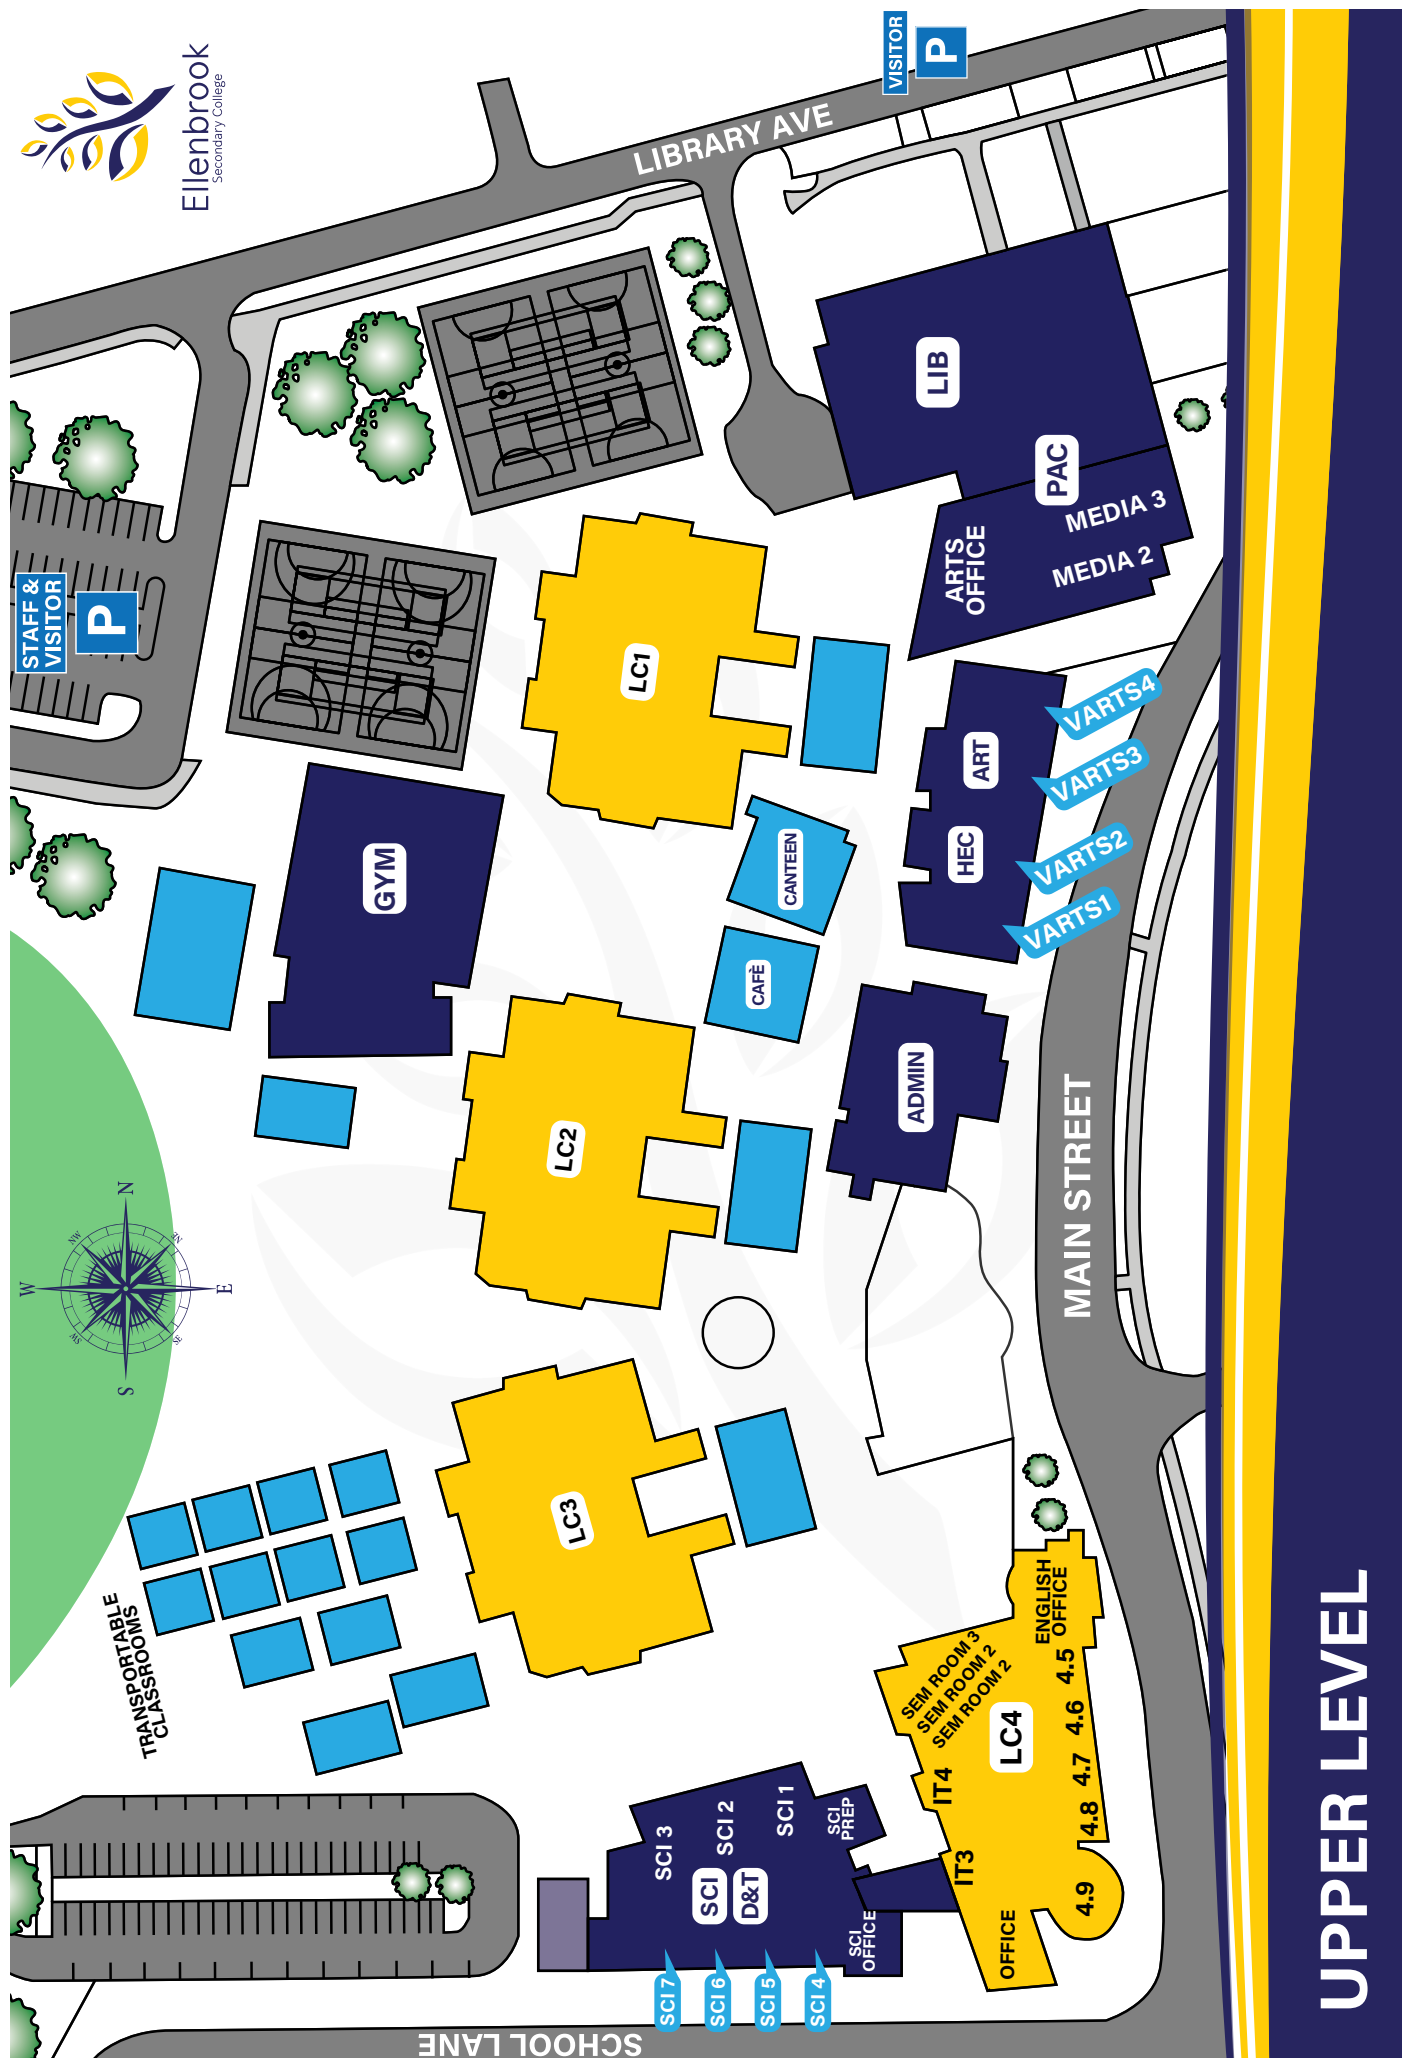 Ellenbrook
Secondary College
VISITOR
P
LIBRARY AVE
STAFF &
VISITOR
P
LIB
PAC
MEDIA 3
MEDIA 2
ARTS
OFFICE
LC1
ART
HEC
VARTS4
VARTS3
VARTS2
VARTS1
GYM
CANTEEN
CAFÈ
ADMIN
LC2
MAIN STREET
N
NE
E
SE
S
SW
W
NW
LC3
TRANSPORTABLE
CLASSROOMS
ENGLISH
OFFICE
SEM ROOM 3
SEM ROOM 2
SEM ROOM 2
LC4
4.5
4.6
4.7
4.8
4.9
IT4
IT3
OFFICE
SCI 3
SCI 2
SCI 1
SCI
PREP
SCI
D&T
SCI
OFFICE
SCI 7
SCI 6
SCI 5
SCI 4
SCHOOL LANE
UPPER LEVEL